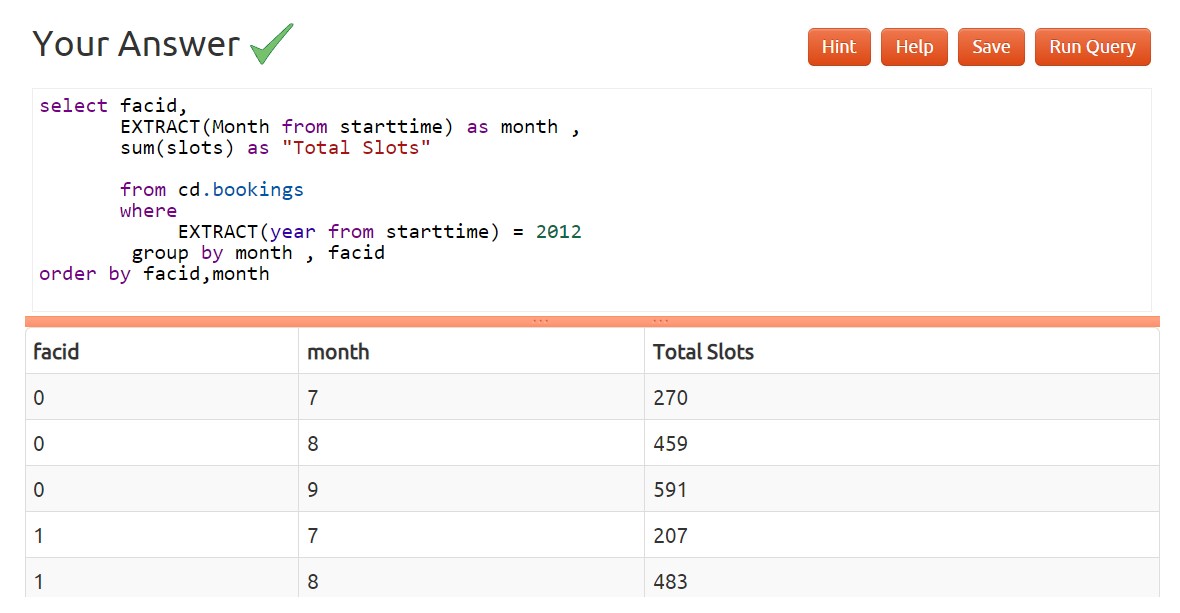 Your Answer
Hint Help Save Run Query
select facid,
EXTRACT(Month from starttime) as month ,
sum(slots) as "Total Slots"
from cd.bookings
where
EXTRACT(year from starttime) = 2012
group by month , facid
order by facid,month
facid month Total Slots
0 7 270
0 8 459
0 9 591
1 7 207
1 8 483